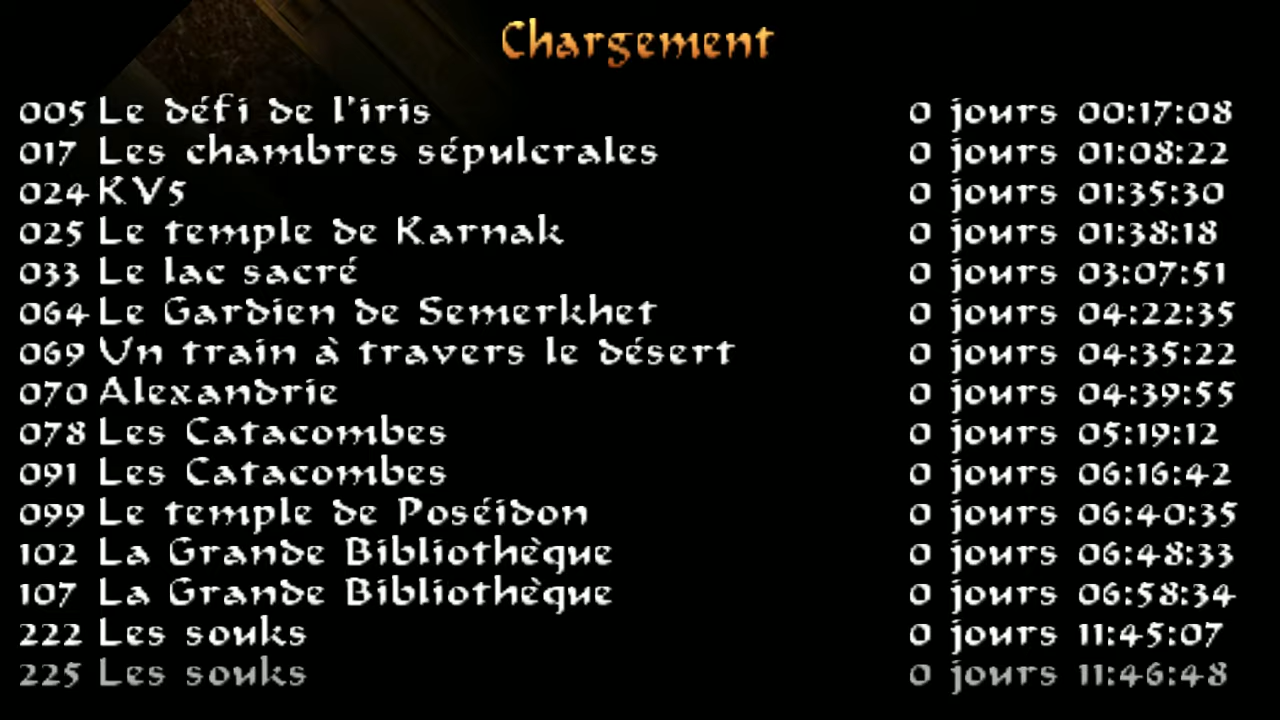 Chargement
005 Le défi de l'iris 0 jours 00:17:08
017 Les chambres sépulcrales 0 jours 01:08:22
024 KV5 0 jours 01:35:30
025 Le temple de Karnak 0 jours 01:38:18
033 Le lac sacré 0 jours 03:07:51
064 Le Gardien de Semerkhet 0 jours 04:22:35
069 Un train à travers le désert 0 jours 04:35:22
070 Alexandrie 0 jours 04:39:55
078 Les Catacombes 0 jours 05:19:12
091 Les Catacombes 0 jours 06:16:42
099 Le temple de Poséidon 0 jours 06:40:35
102 La Grande Bibliothèque 0 jours 06:48:33
107 La Grande Bibliothèque 0 jours 06:58:34
222 Les souks 0 jours 11:45:07
225 Les souks 0 jours 11:46:48